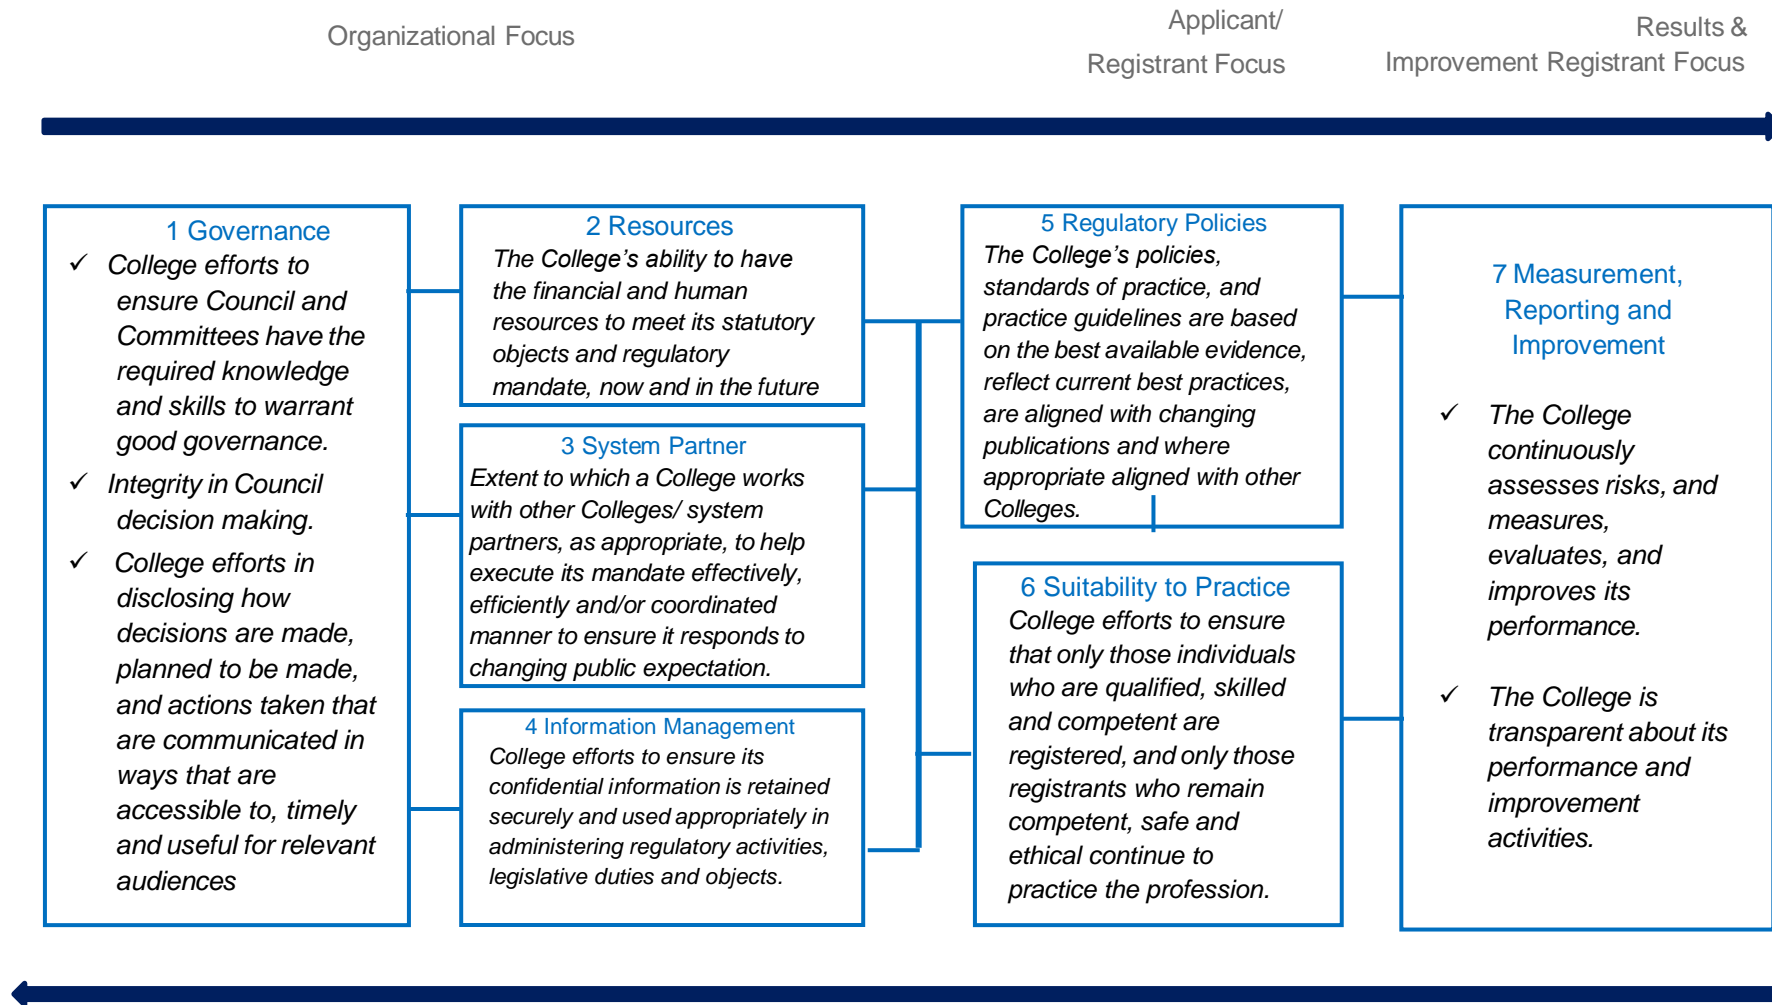 Organizational Focus
Applicant/
Registrant Focus
Results &
Improvement Registrant Focus
1 Governance
✓ College efforts to
ensure Council and
Committees have the
required knowledge
and skills to warrant
good governance.
✓ Integrity in Council
decision making.
✓ College efforts in
disclosing how
decisions are made,
planned to be made,
and actions taken that
are communicated in
ways that are
accessible to, timely
and useful for relevant
audiences
2 Resources
The College’s ability to have
the financial and human
resources to meet its statutory
objects and regulatory
mandate, now and in the future
3 System Partner
Extent to which a College works
with other Colleges/ system
partners, as appropriate, to help
execute its mandate effectively,
efficiently and/or coordinated
manner to ensure it responds to
changing public expectation.
4 Information Management
College efforts to ensure its
confidential information is retained
securely and used appropriately in
administering regulatory activities,
legislative duties and objects.
5 Regulatory Policies
The College’s policies,
standards of practice, and
practice guidelines are based
on the best available evidence,
reflect current best practices,
are aligned with changing
publications and where
appropriate aligned with other
Colleges.
6 Suitability to Practice
College efforts to ensure
that only those individuals
who are qualified, skilled
and competent are
registered, and only those
registrants who remain
competent, safe and
ethical continue to
practice the profession.
7 Measurement,
Reporting and
Improvement
✓ The College
continuously
assesses risks, and
measures,
evaluates, and
improves its
performance.
✓ The College is
transparent about its
performance and
improvement
activities.